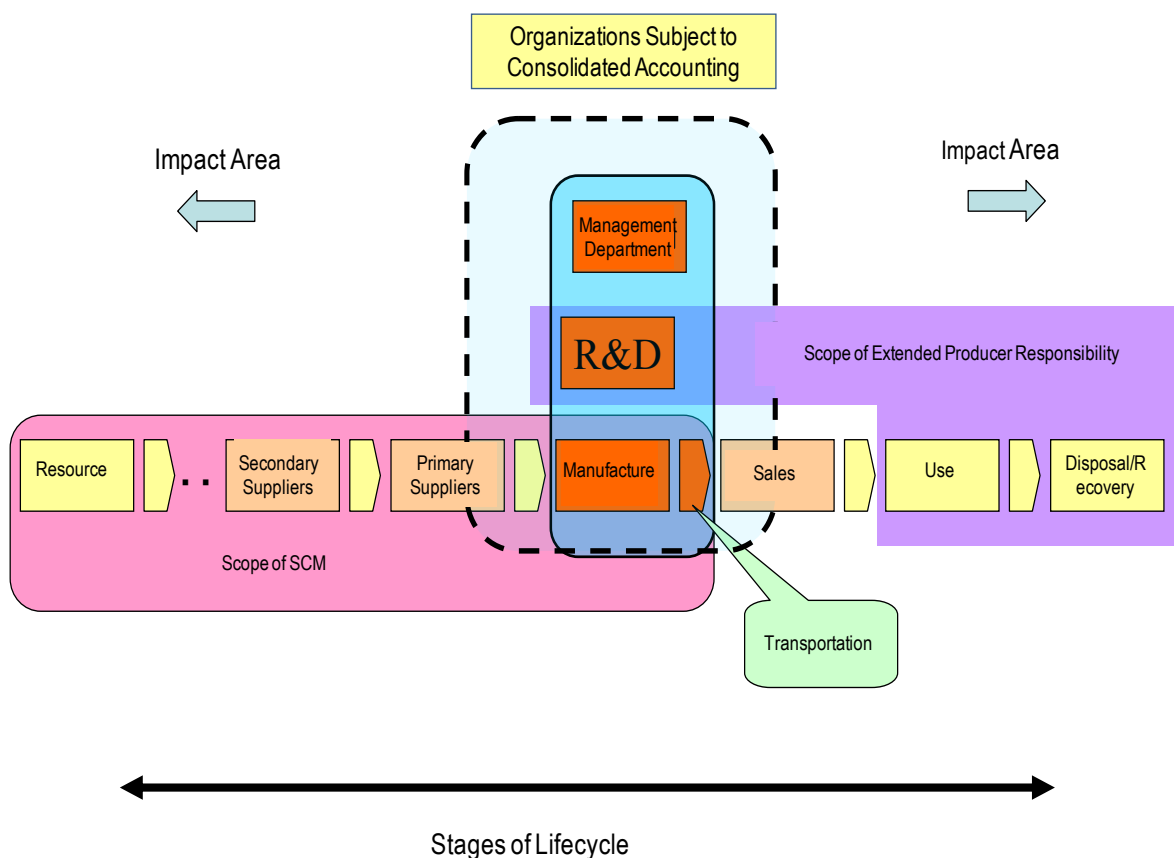 Organizations Subject to
Consolidated Accounting
Impact Area
Impact Area
Management
Department
R&D
Scope of Extended Producer Responsibility
Resource
..
Secondary
Suppliers
Primary
Suppliers
Manufacture
Sales
Use
Disposal/R
ecovery
Scope of SCM
Transportation
Stages of Lifecycle